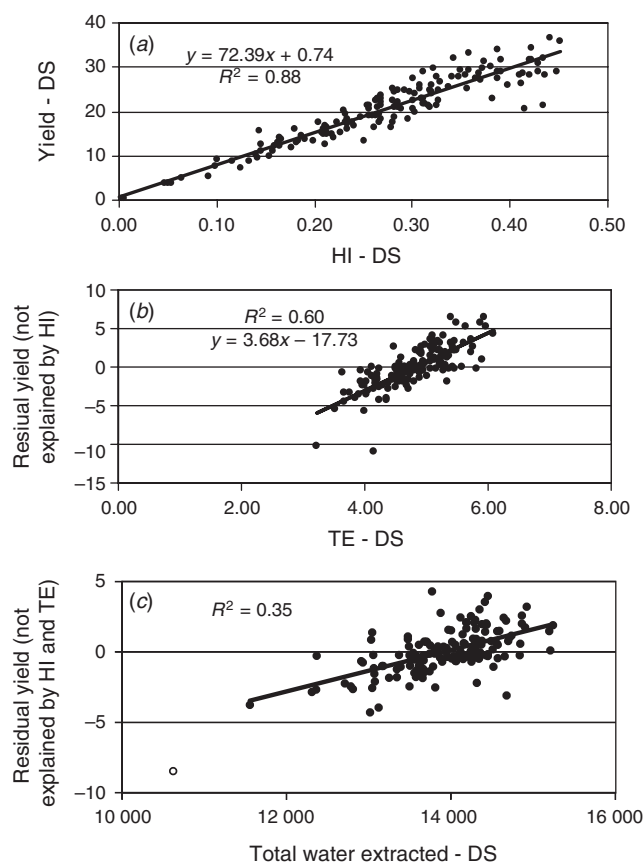 40
(a)
y = 72.39x + 0.74
R² = 0.88
30
20
10
0
Yield - DS
0.00 0.10 0.20 0.30 0.40 0.50
HI - DS
10
(b)
R² = 0.60
y = 3.68x – 17.73
5
0
–5
–10
–15
Resiual yield (not
explained by HI)
0.00 2.00 4.00 6.00 8.00
TE - DS
5
(c)
R² = 0.35
0
–5
–10
Residual yield (not
explained by HI and TE)
10 000 12 000 14 000 16 000
Total water extracted - DS